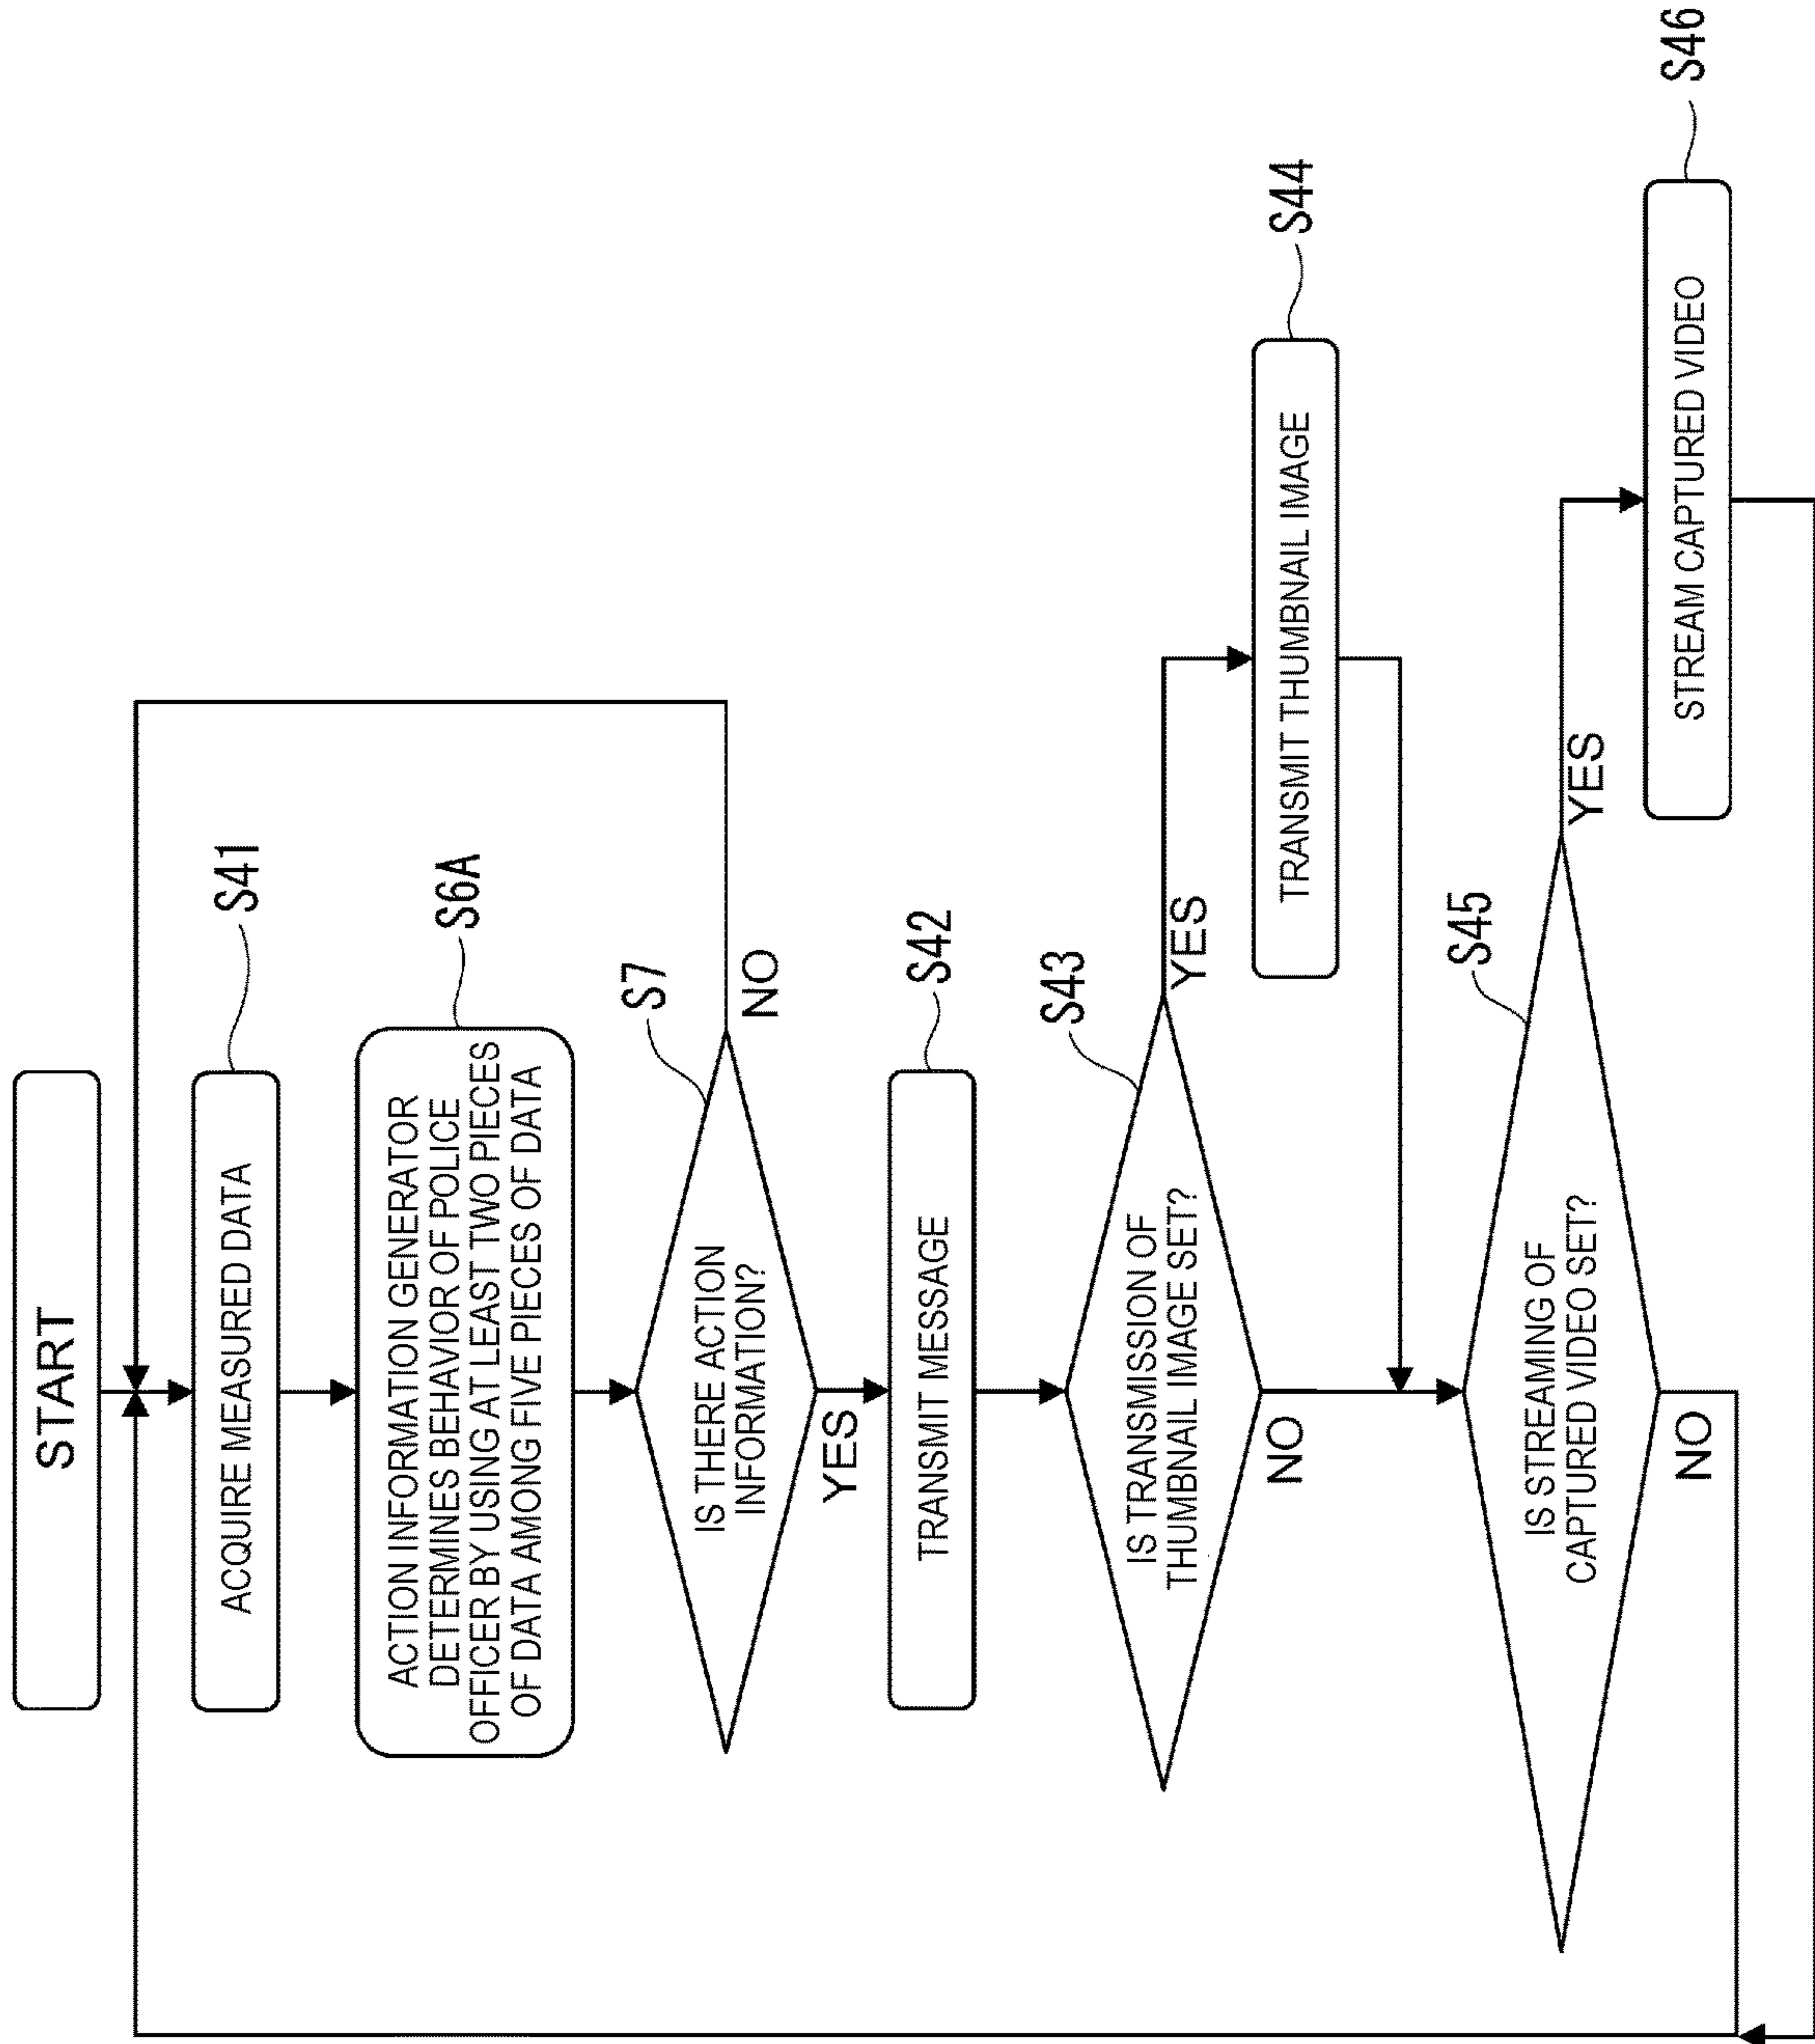 START
ACQUIRE MEASURED DATA
S41
ACTION INFORMATION GENERATOR
DETERMINES BEHAVIOR OF POLICE
OFFICER BY USING AT LEAST TWO PIECES
OF DATA AMONG FIVE PIECES OF DATA
S6A
IS THERE ACTION
INFORMATION?
S7
NO
YES
TRANSMIT MESSAGE
S42
IS TRANSMISSION OF
THUMBNAIL IMAGE SET?
S43
YES
NO
TRANSMIT THUMBNAIL IMAGE
S44
IS STREAMING OF
CAPTURED VIDEO SET?
S45
YES
NO
STREAM CAPTURED VIDEO
S46